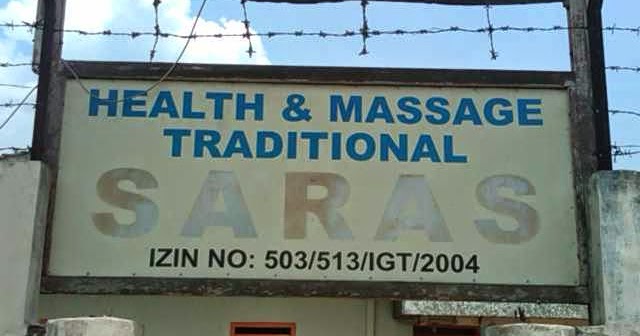 HEALTH & MASSAGE
TRADITIONAL
SARAS
IZIN NO: 503/513/IGT/2004